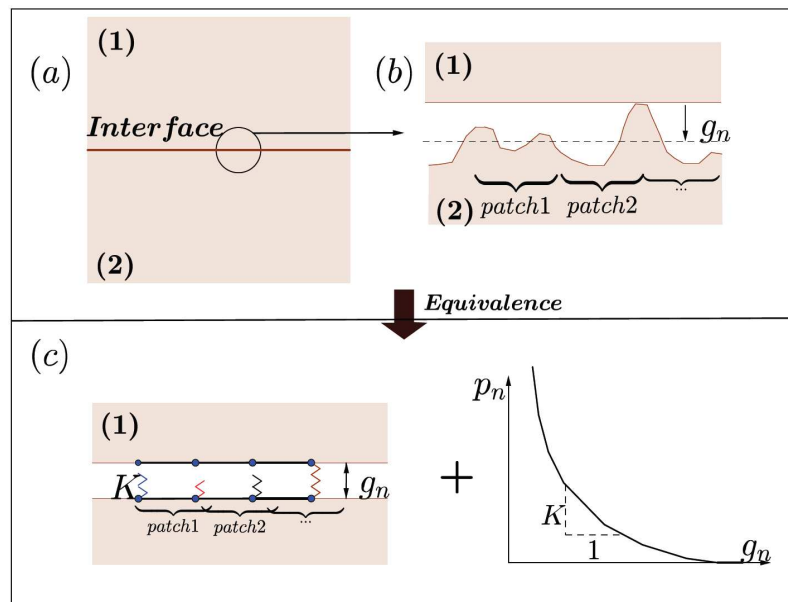 (a)
(1)
Interface
(2)
(b)
(1)
g_n
patch1 patch2 ...
(2)
Equivalence
(c)
(1)
K
g_n
patch1 patch2 ...
+
p_n
K
1
g_n